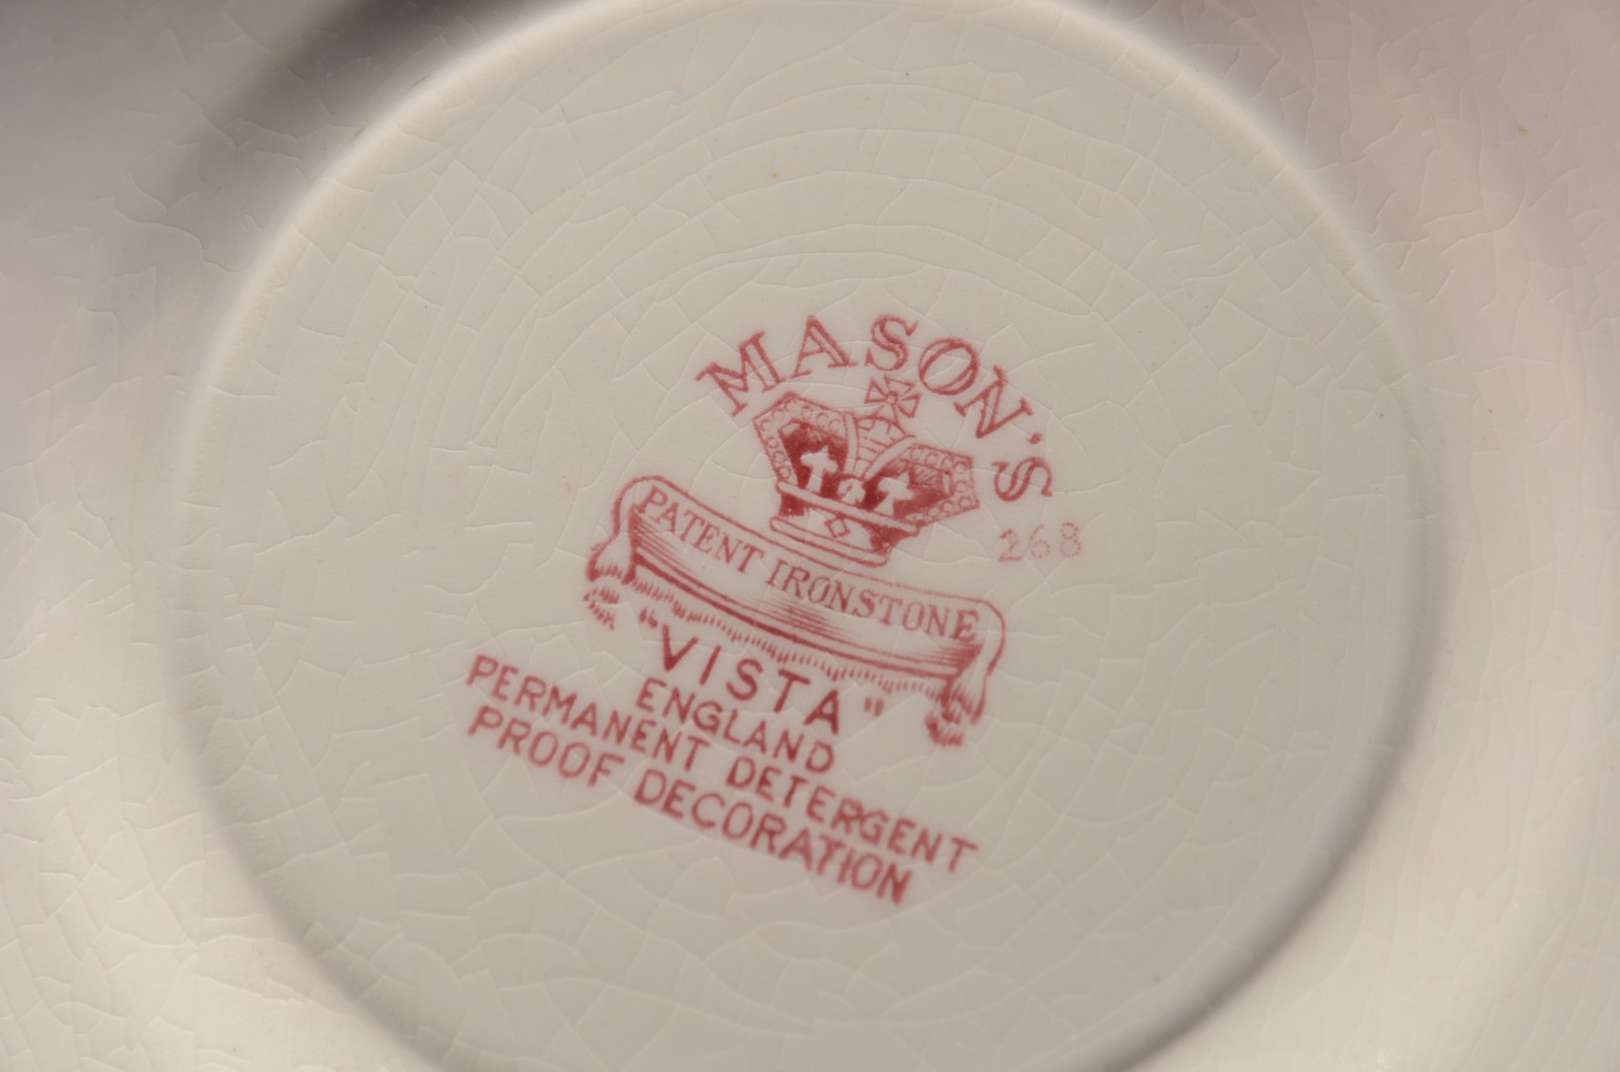 MASON'S
268
PATENT IRONSTONE
"VISTA"
ENGLAND
PERMANENT DETERGENT
PROOF DECORATION